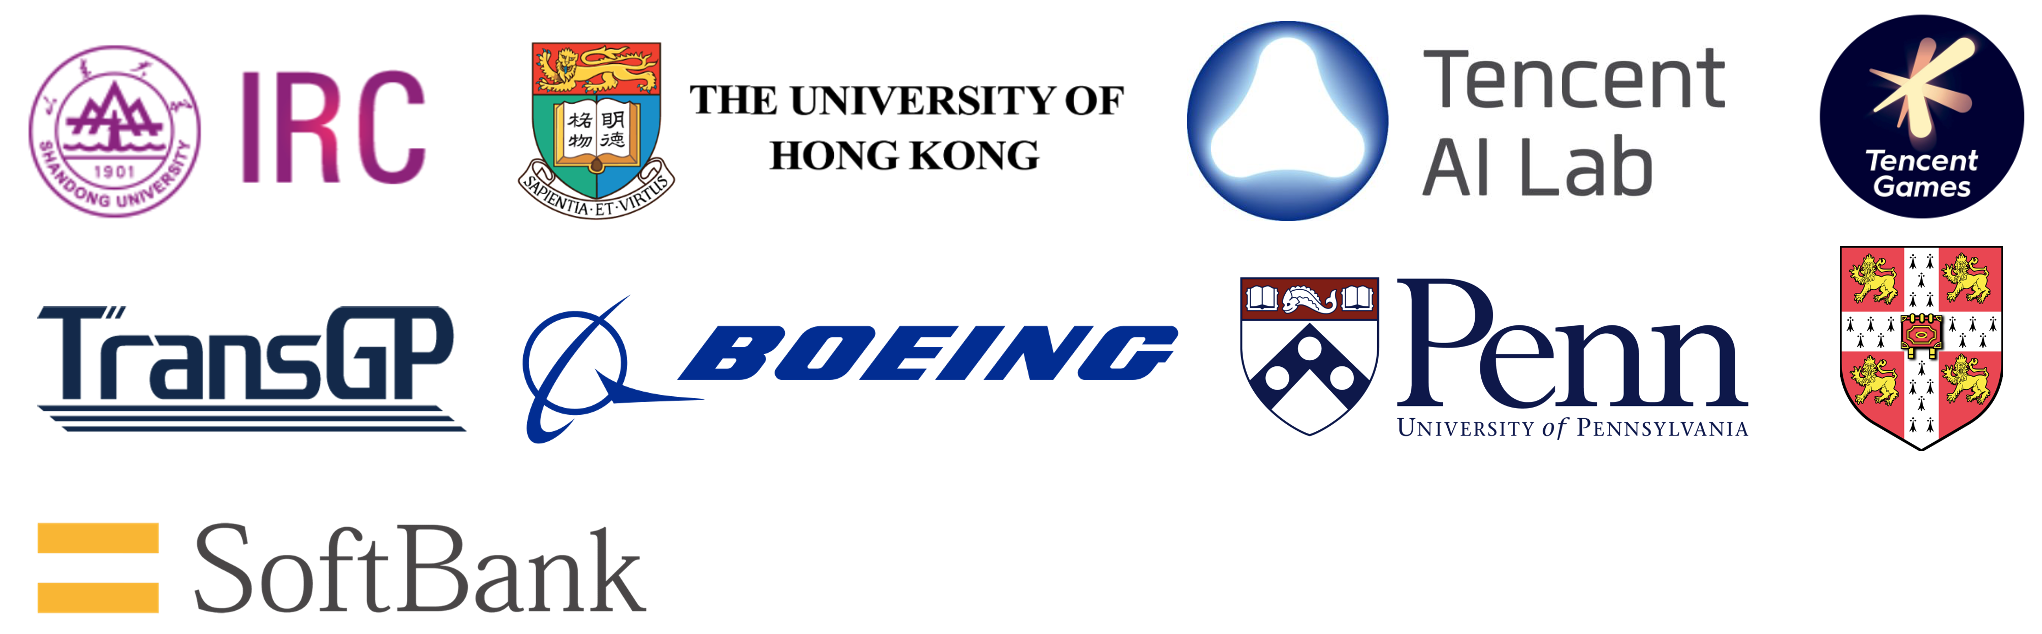 SHANDONG UNIVERSITY
1901
IRC
明德
格物
SAPIENTIA·ET·VIRTUS
THE UNIVERSITY OF
HONG KONG
Tencent
AI Lab
Tencent
Games
TransGP
BOEING
Penn
UNIVERSITY of PENNSYLVANIA
SoftBank